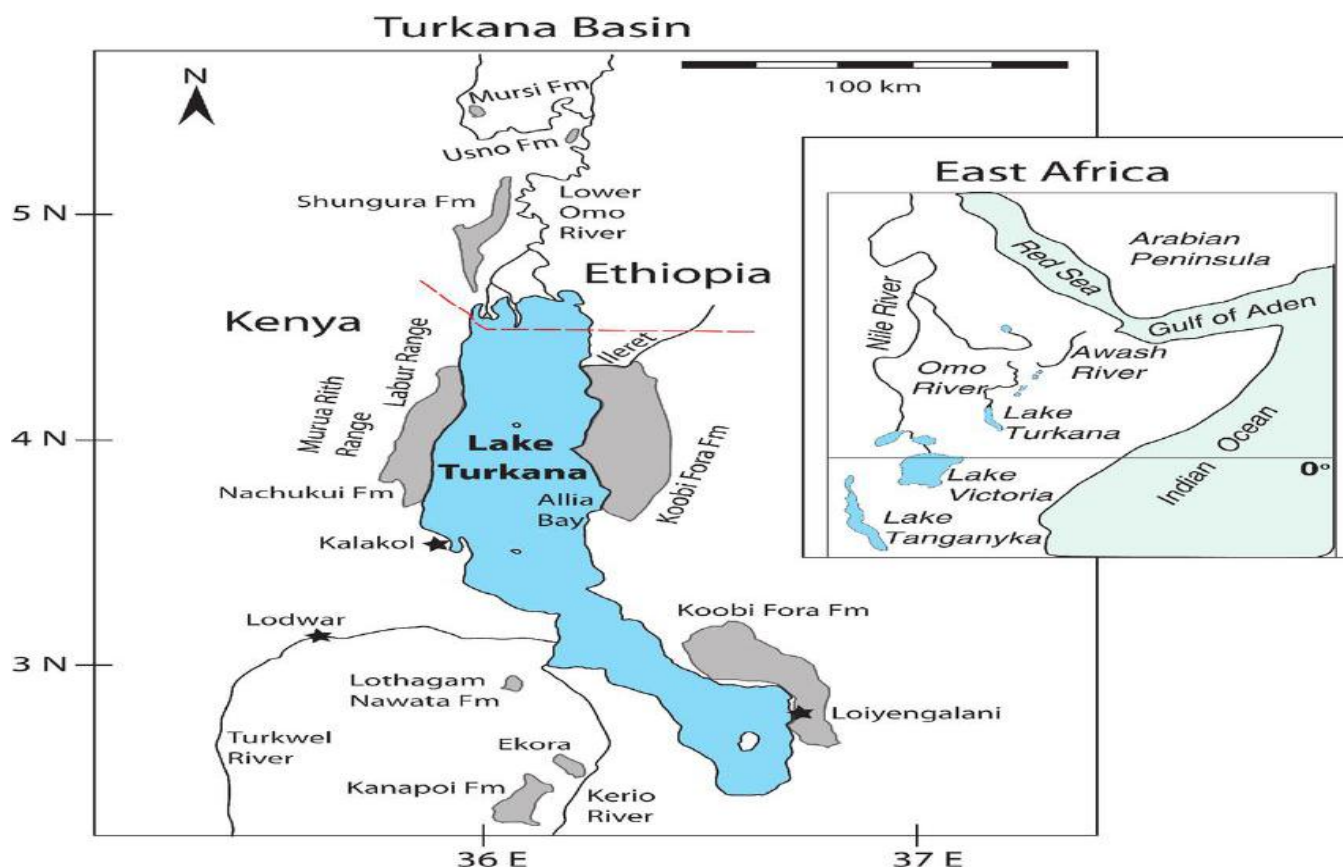 Turkana Basin
N
100 km
Mursi Fm
Usno Fm
Shungura Fm
Lower
Omo
River
5 N
Ethiopia
Kenya
Ileret
Labur Range
Murua Rith
Range
4 N
Lake
Turkana
Koobi Fora Fm
Nachukui Fm
Allia
Bay
Kalakol
Koobi Fora Fm
Lodwar
3 N
Lothagam
Nawata Fm
Loiyengalani
Turkwel
River
Ekora
Kanapoi Fm
Kerio
River
36 E
37 E
East Africa
Arabian
Peninsula
Red Sea
Nile River
Gulf of Aden
Awash
River
Omo
River
Lake
Turkana
Indian Ocean
0°
Lake
Victoria
Lake
Tanganyka